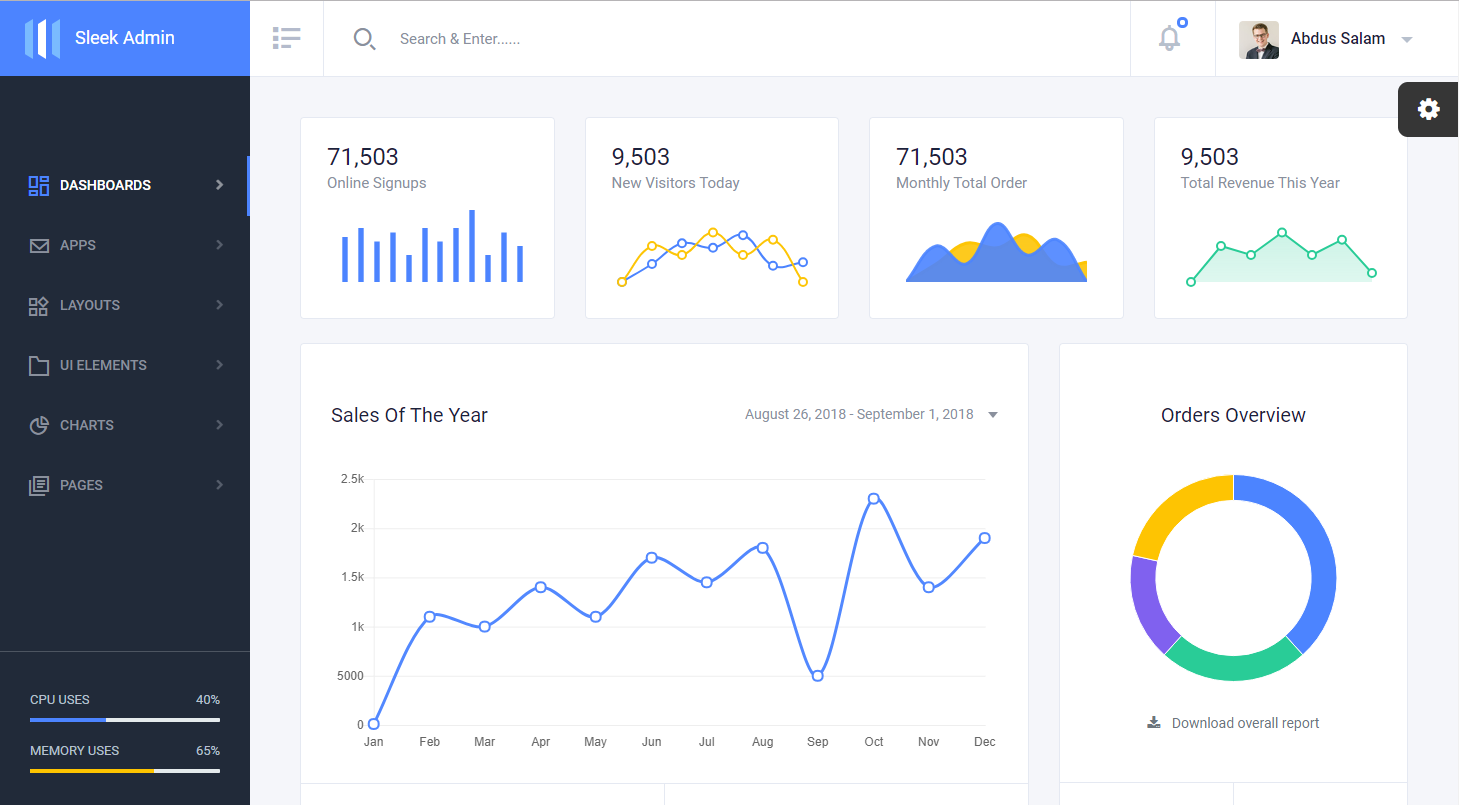 Sleek Admin
Search & Enter......
Abdus Salam
DASHBOARDS
APPS
LAYOUTS
UI ELEMENTS
CHARTS
PAGES
CPU USES 40%
MEMORY USES 65%
71,503
Online Signups
9,503
New Visitors Today
71,503
Monthly Total Order
9,503
Total Revenue This Year
Sales Of The Year
August 26, 2018 - September 1, 2018
2.5k
2k
1.5k
1k
5000
0
Jan Feb Mar Apr May Jun Jul Aug Sep Oct Nov Dec
Orders Overview
Download overall report